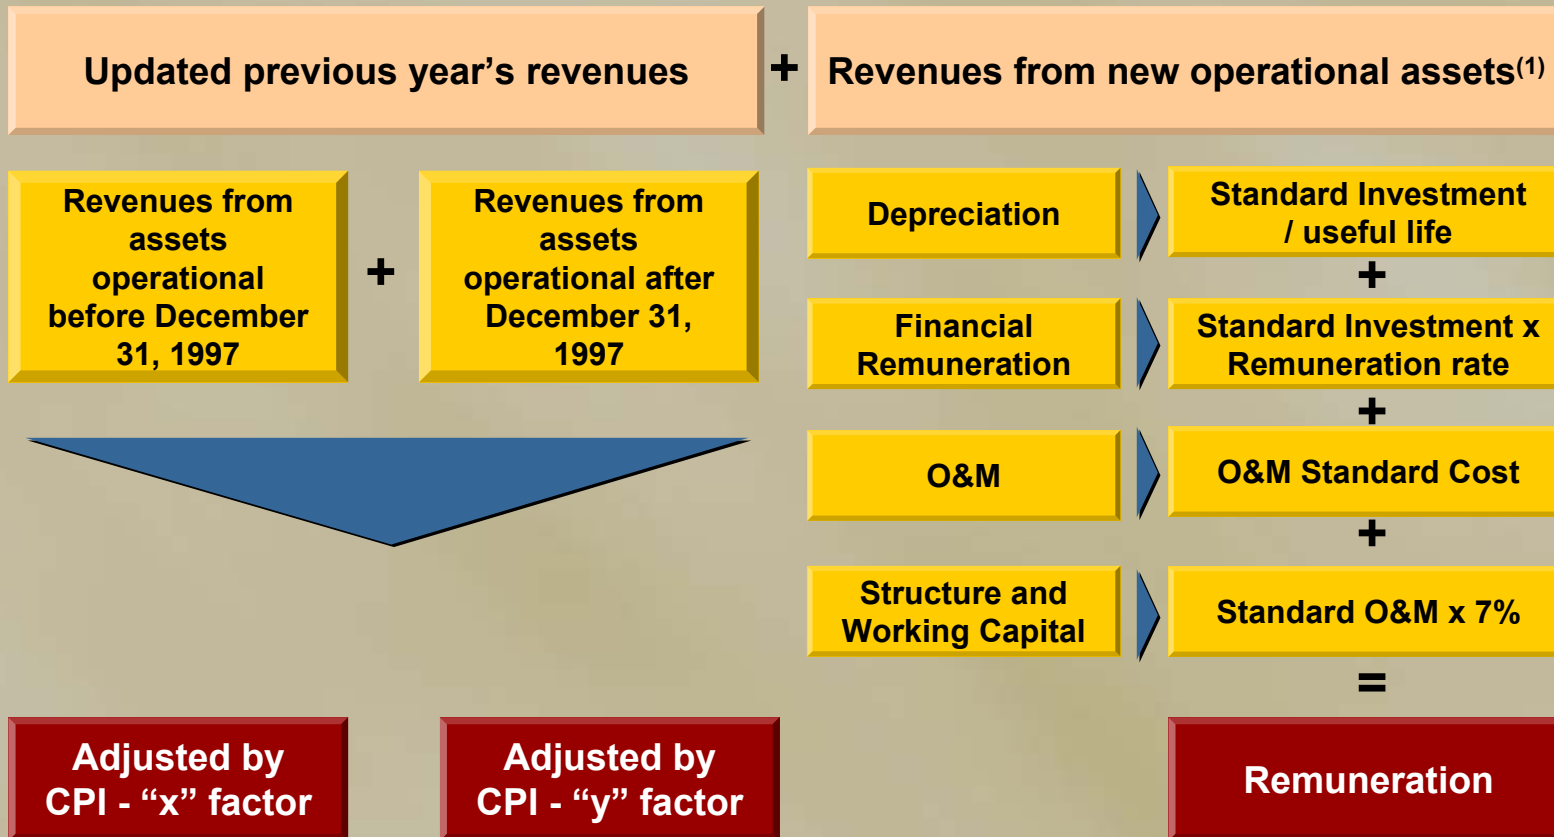 Updated previous year's revenues
+
Revenues from new operational assets(1)
Revenues from
assets
operational
before December
31, 1997
+
Revenues from
assets
operational after
December 31,
1997
Depreciation
Standard Investment
/ useful life
+
Financial
Remuneration
Standard Investment x
Remuneration rate
+
O&M
O&M Standard Cost
+
Structure and
Working Capital
Standard O&M x 7%
=
Adjusted by
CPI - “x” factor
Adjusted by
CPI - “y” factor
Remuneration